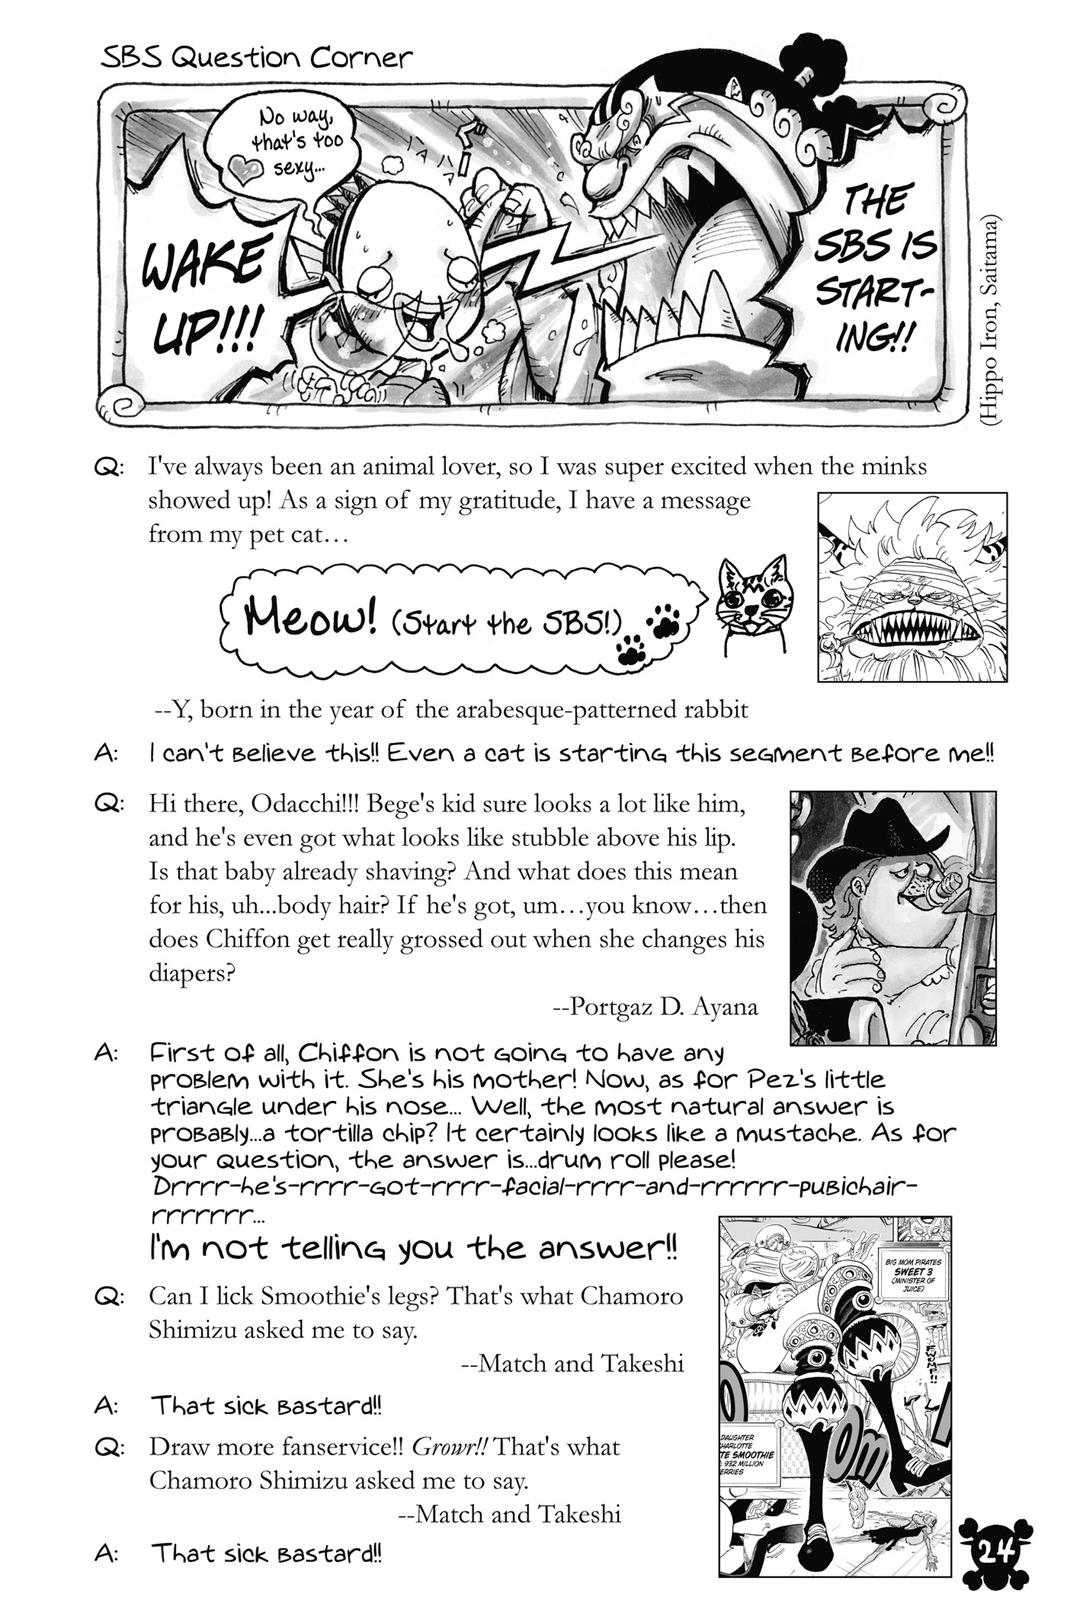 SBS Question Corner
No way,
that's too
sexy...
WAKE
UP!!!
THE
SBS IS
START-
ING!!
(Hippo Iron, Saitama)
Q: I've always been an animal lover, so I was super excited when the minks
showed up! As a sign of my gratitude, I have a message
from my pet cat…
Meow! (Start the SBS!)
--Y, born in the year of the arabesque-patterned rabbit
A: I can't believe this!! Even a cat is starting this segment before me!!
Q: Hi there, Odacchi!!! Bege's kid sure looks a lot like him,
and he's even got what looks like stubble above his lip.
Is that baby already shaving? And what does this mean
for his, uh...body hair? If he's got, um…you know…then
does Chiffon get really grossed out when she changes his
diapers?
--Portgaz D. Ayana
A: First of all, Chiffon is not going to have any
problem with it. She's his mother! Now, as for Pez's little
triangle under his nose... Well, the most natural answer is
probably...a tortilla chip? It certainly looks like a mustache. As for
your question, the answer is...drum roll please!
Drrrr-he's-rrrr-got-rrrr-facial-rrrr-and-rrrrrr-pubichair-
rrrrrrr...
I'm not telling you the answer!!
Q: Can I lick Smoothie's legs? That's what Chamoro
Shimizu asked me to say.
--Match and Takeshi
A: That sick bastard!!
Q: Draw more fanservice!! Growr!! That's what
Chamoro Shimizu asked me to say.
--Match and Takeshi
A: That sick bastard!!
BIG MOM PIRATES
SWEET 3
(MINISTER OF
JUICE)
FWOMP!!
OM
DAUGHTER
HARLOTTE
TE SMOOTHIE
: 932 MILLION
ERRIES
24